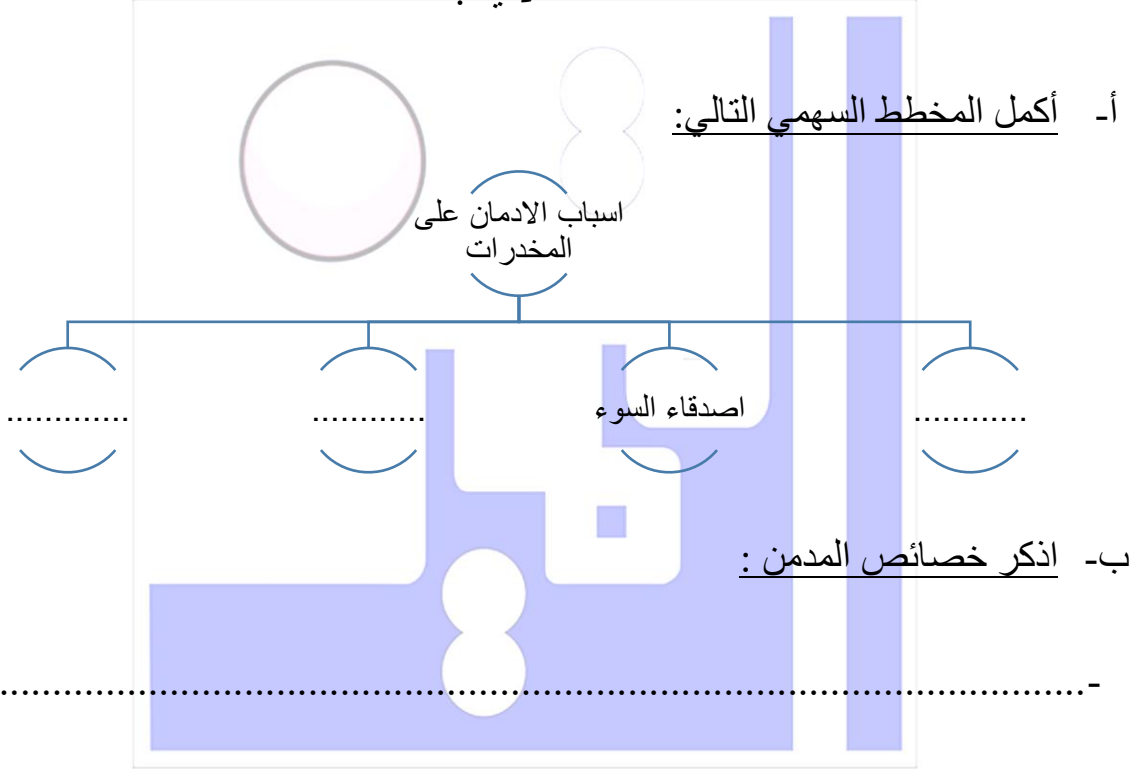 أ- أكمل المخطط السهمي التالي:
اسباب الادمان على
المخدرات
............ اصدقاء السوء ............ .............
ب- اذكر خصائص المدمن :
-........................................................................................................